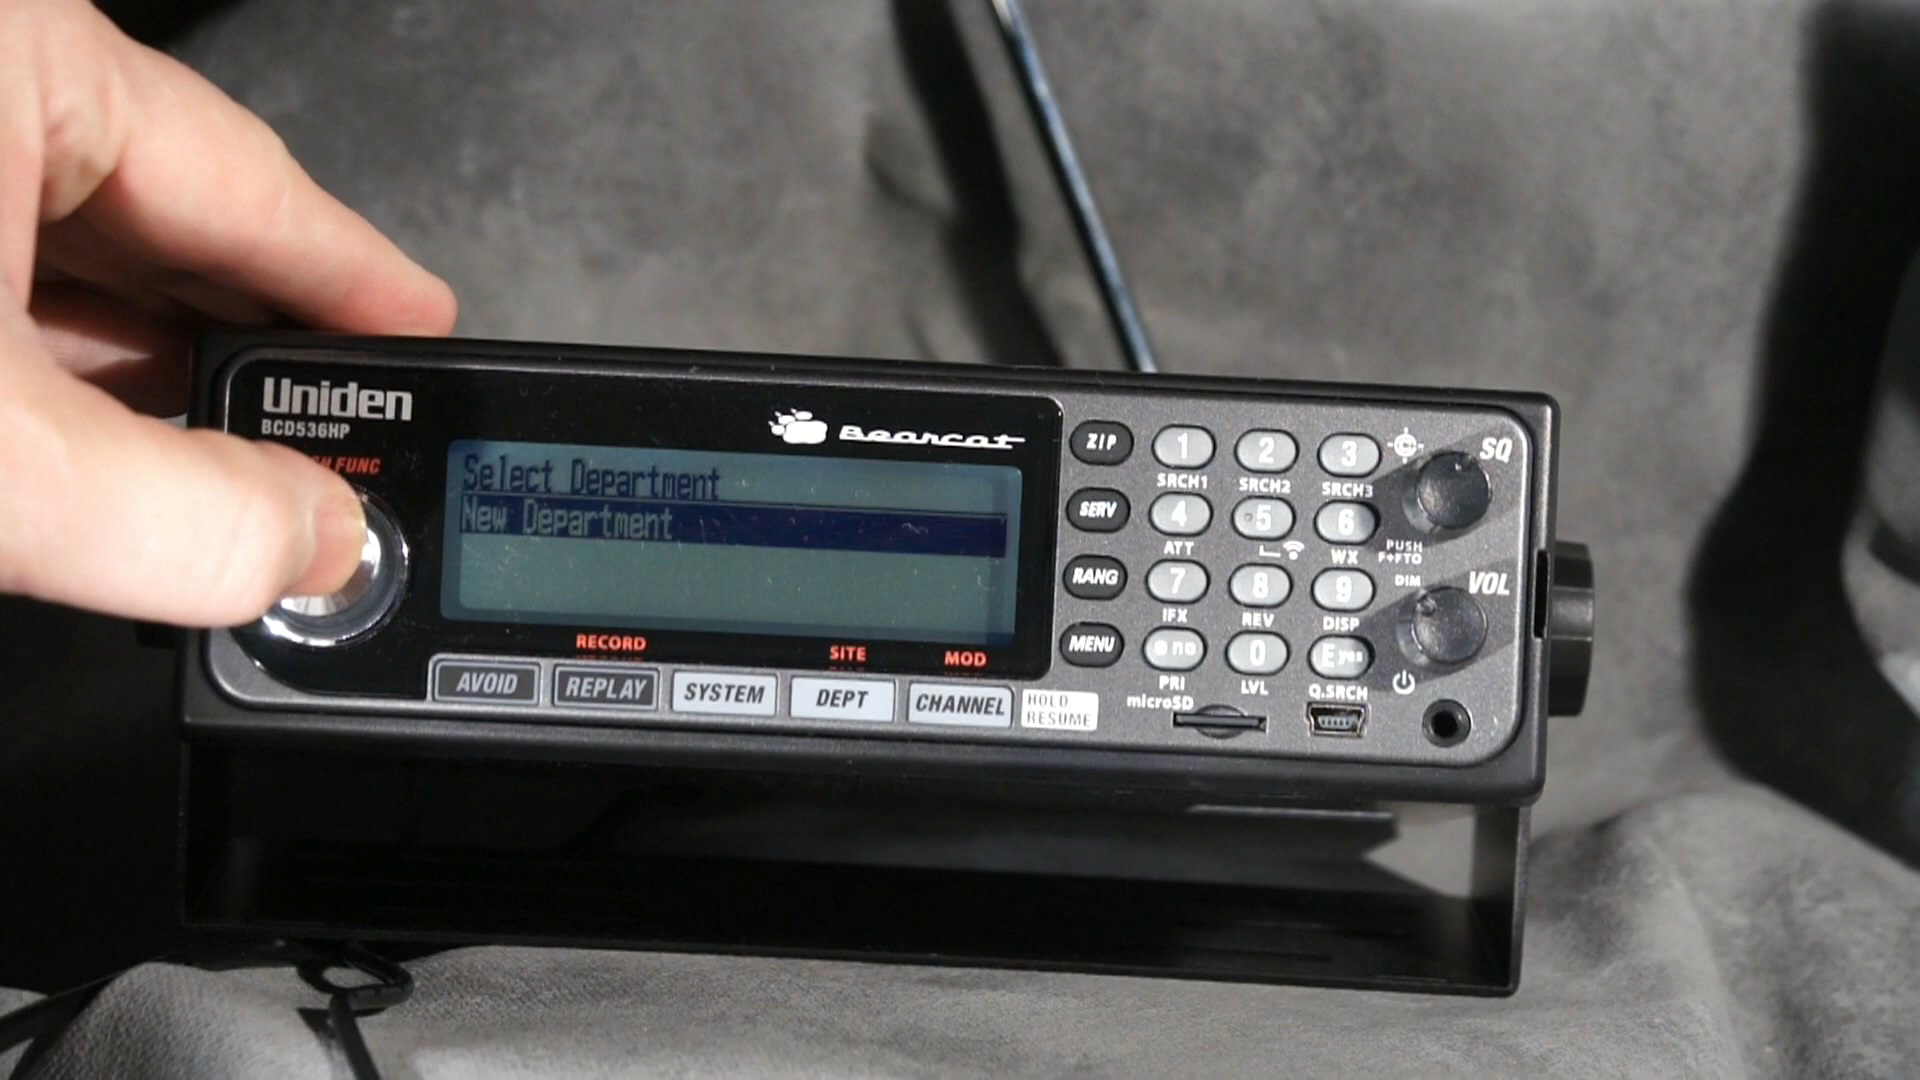 Uniden
BCD536HP
FUNC
Bearcat
Select Department
New Department
RECORD
SITE
MOD
AVOID
REPLAY
SYSTEM
DEPT
CHANNEL
HOLD
RESUME
ZIP
1
2
3
SQ
SRCH1
SRCH2
SRCH3
SERV
4
5
6
PUSH
F+FTO
ATT
WX
DIM
RANG
7
8
9
VOL
IFX
REV
DISP
MENU
no
0
E yes
PRI
LVL
Q.SRCH
microSD